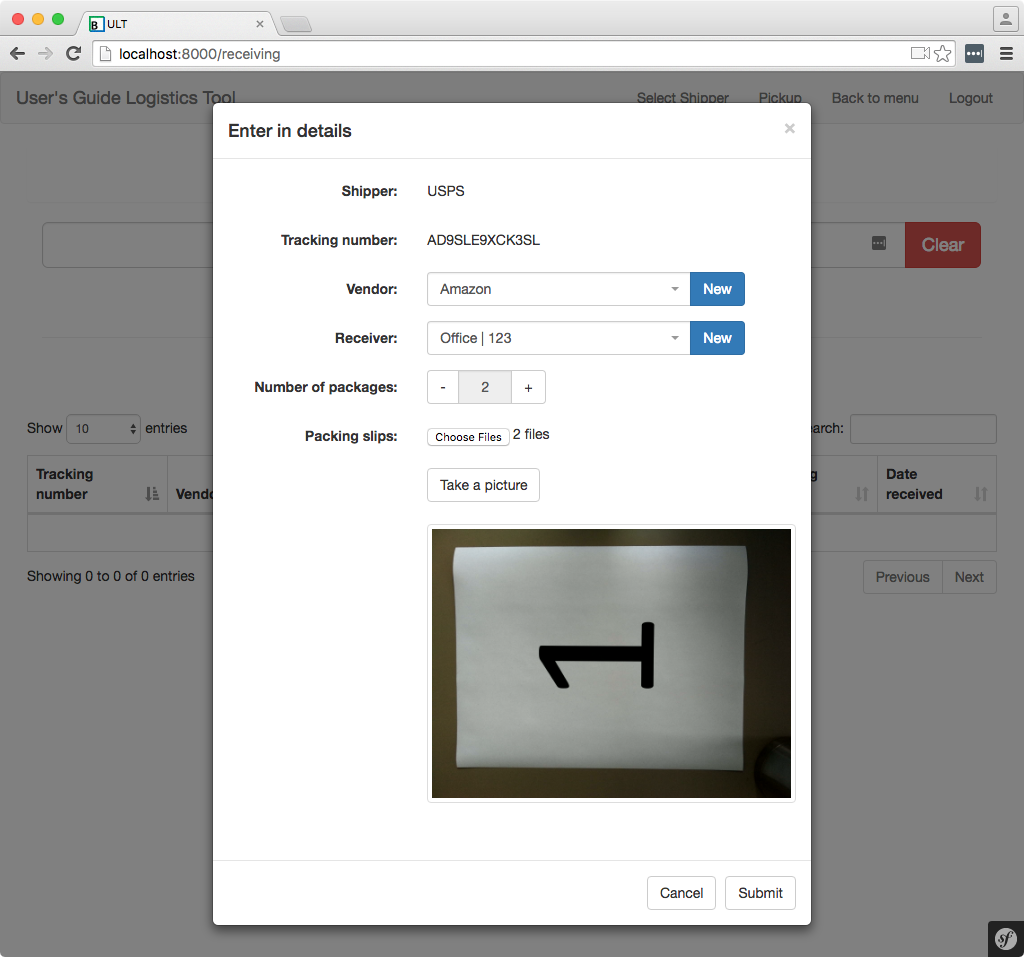 B ULT
localhost:8000/receiving
User's Guide Logistics Tool Select Shipper Pickup Back to menu Logout
Enter in details ×
Shipper: USPS
Tracking number: AD9SLE9XCK3SL
Clear
Vendor: Amazon New
Receiver: Office | 123 New
Number of packages: - 2 +
Show 10 entries
arch:
Packing slips: Choose Files 2 files
Take a picture
Tracking number
Vendo
g
Date received
1
Showing 0 to 0 of 0 entries
Previous Next
Cancel Submit
sf